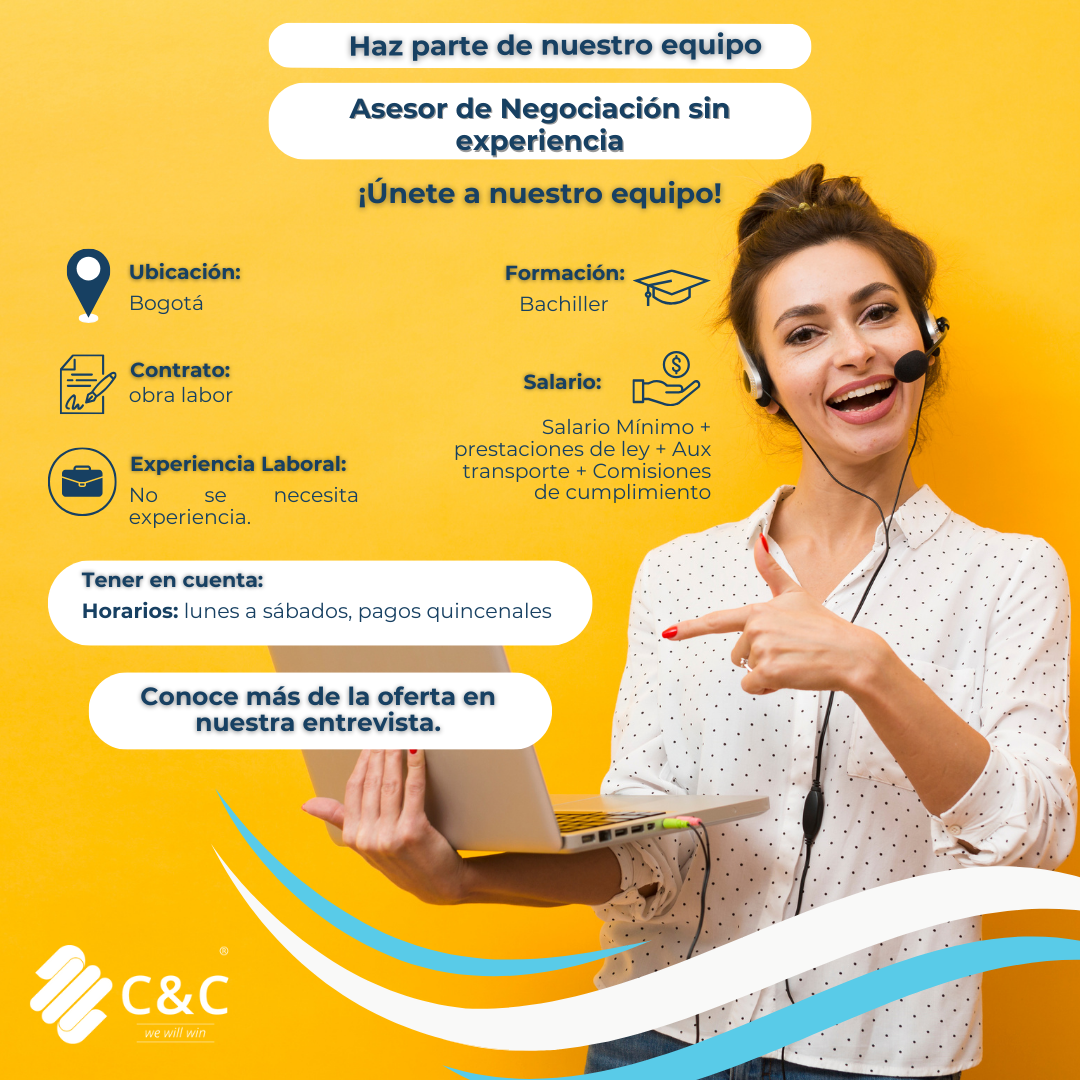 Haz parte de nuestro equipo
Asesor de Negociación sin
experiencia
¡Únete a nuestro equipo!
Ubicación:
Bogotá
Contrato:
obra labor
Experiencia Laboral:
No se necesita
experiencia.
Formación:
Bachiller
Salario:
Salario Mínimo +
prestaciones de ley + Aux
transporte + Comisiones
de cumplimiento
Tener en cuenta:
Horarios: lunes a sábados, pagos quincenales
Conoce más de la oferta en
nuestra entrevista.
C&C®
we will win